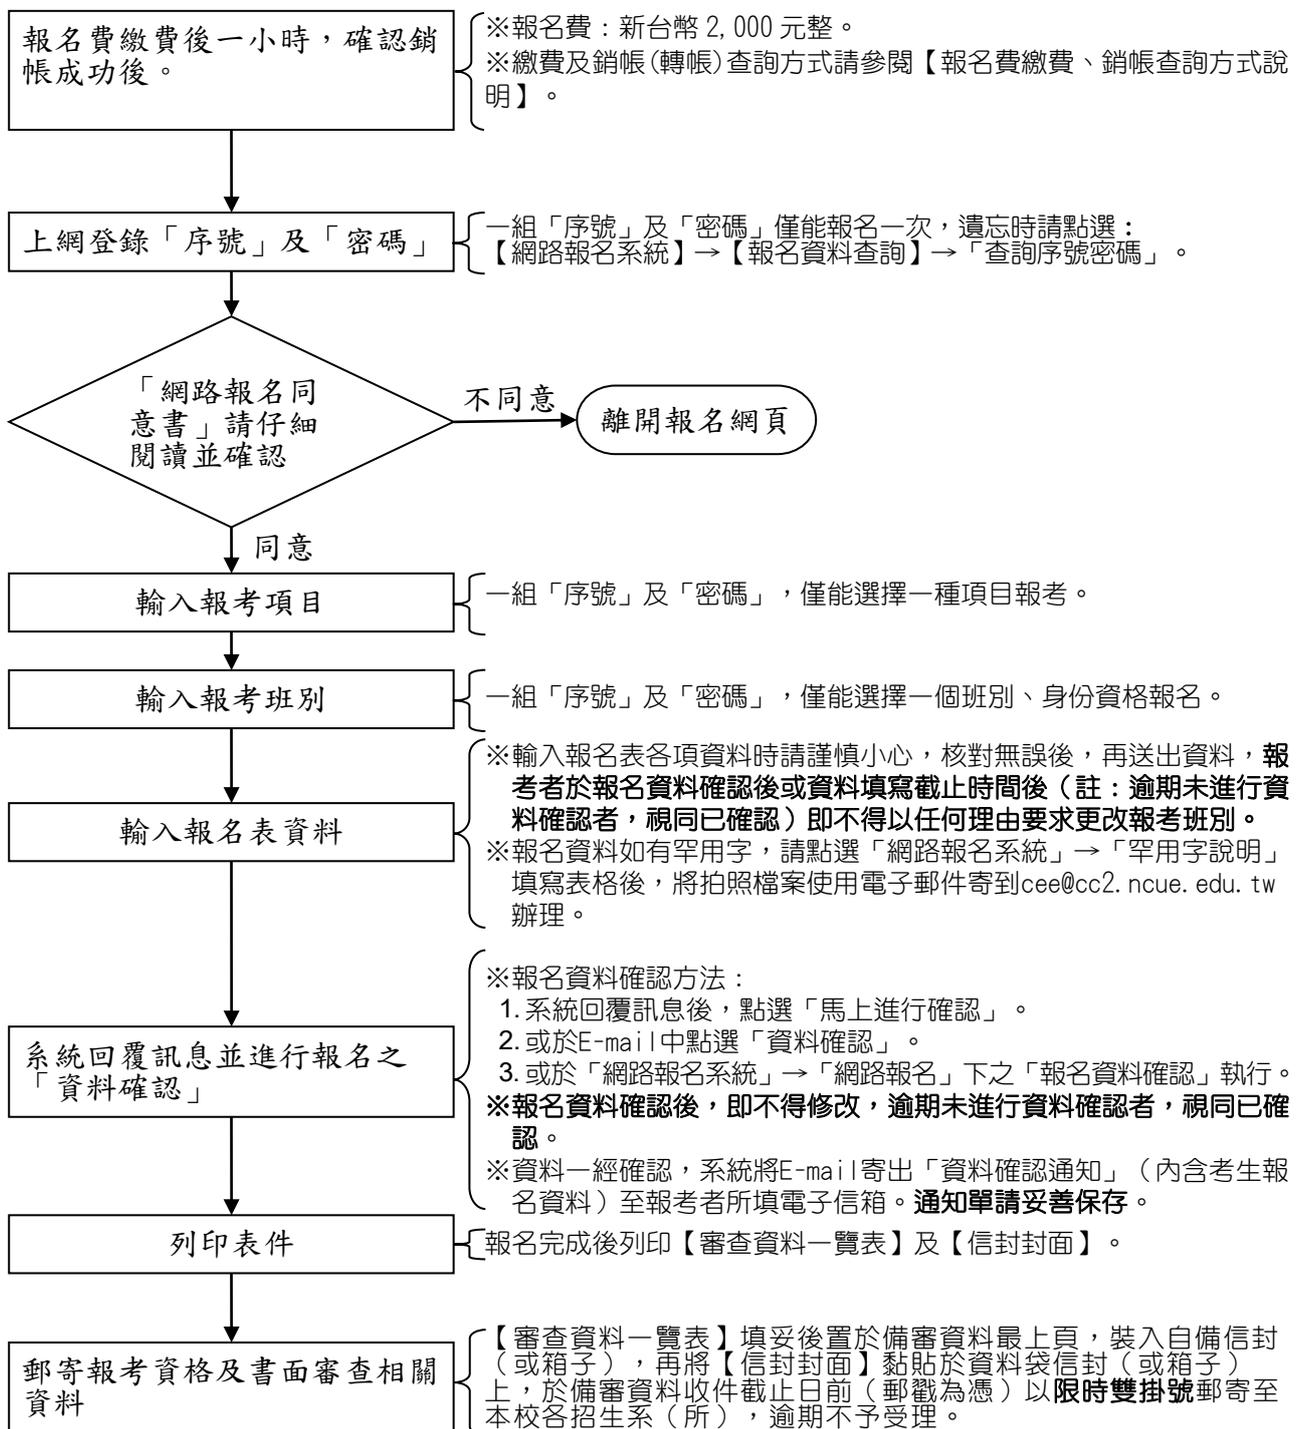 報名費繳費後一小時，確認銷
帳成功後。
※報名費：新台幣 2,000 元整。
※繳費及銷帳(轉帳)查詢方式請參閱【報名費繳費、銷帳查詢方式說
明】。
上網登錄「序號」及「密碼」
一組「序號」及「密碼」僅能報名一次，遺忘時請點選：
【網路報名系統】→【報名資料查詢】→「查詢序號密碼」。
「網路報名同
意書」請仔細
閱讀並確認
不同意
離開報名網頁
同意
輸入報考項目
一組「序號」及「密碼」，僅能選擇一種項目報考。
輸入報考班別
一組「序號」及「密碼」，僅能選擇一個班別、身份資格報名。
輸入報名表資料
※輸入報名表各項資料時請謹慎小心，核對無誤後，再送出資料，報
考者於報名資料確認後或資料填寫截止時間後（註：逾期未進行資
料確認者，視同已確認）即不得以任何理由要求更改報考班別。
※報名資料如有罕用字，請點選「網路報名系統」→「罕用字說明」
填寫表格後，將拍照檔案使用電子郵件寄到cee@cc2.ncue.edu.tw
辦理。
系統回覆訊息並進行報名之
「資料確認」
※報名資料確認方法：
1.系統回覆訊息後，點選「馬上進行確認」。
2.或於E-mail中點選「資料確認」。
3.或於「網路報名系統」→「網路報名」下之「報名資料確認」執行。
※報名資料確認後，即不得修改，逾期未進行資料確認者，視同已確
認。
※資料一經確認，系統將E-mail寄出「資料確認通知」（內含考生報
名資料）至報考者所填電子信箱。通知單請妥善保存。
列印表件
報名完成後列印【審查資料一覽表】及【信封封面】。
郵寄報考資格及書面審查相關
資料
【審查資料一覽表】填妥後置於備審資料最上頁，裝入自備信封
（或箱子），再將【信封封面】黏貼於資料袋信封（或箱子）
上，於備審資料收件截止日前（郵戳為憑）以限時雙掛號郵寄至
本校各招生系（所），逾期不予受理。